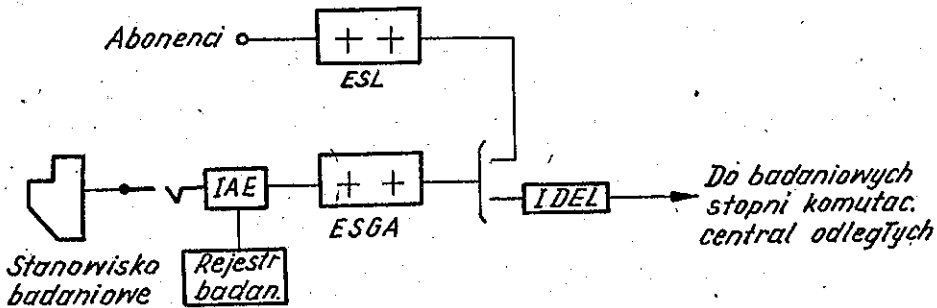 Abonenci
ESL
IAE
ESGA
IDEL
Do badaniowych
stopni komutac.
central odległych
Stanowisko
badaniowe
Rejestr
badan.